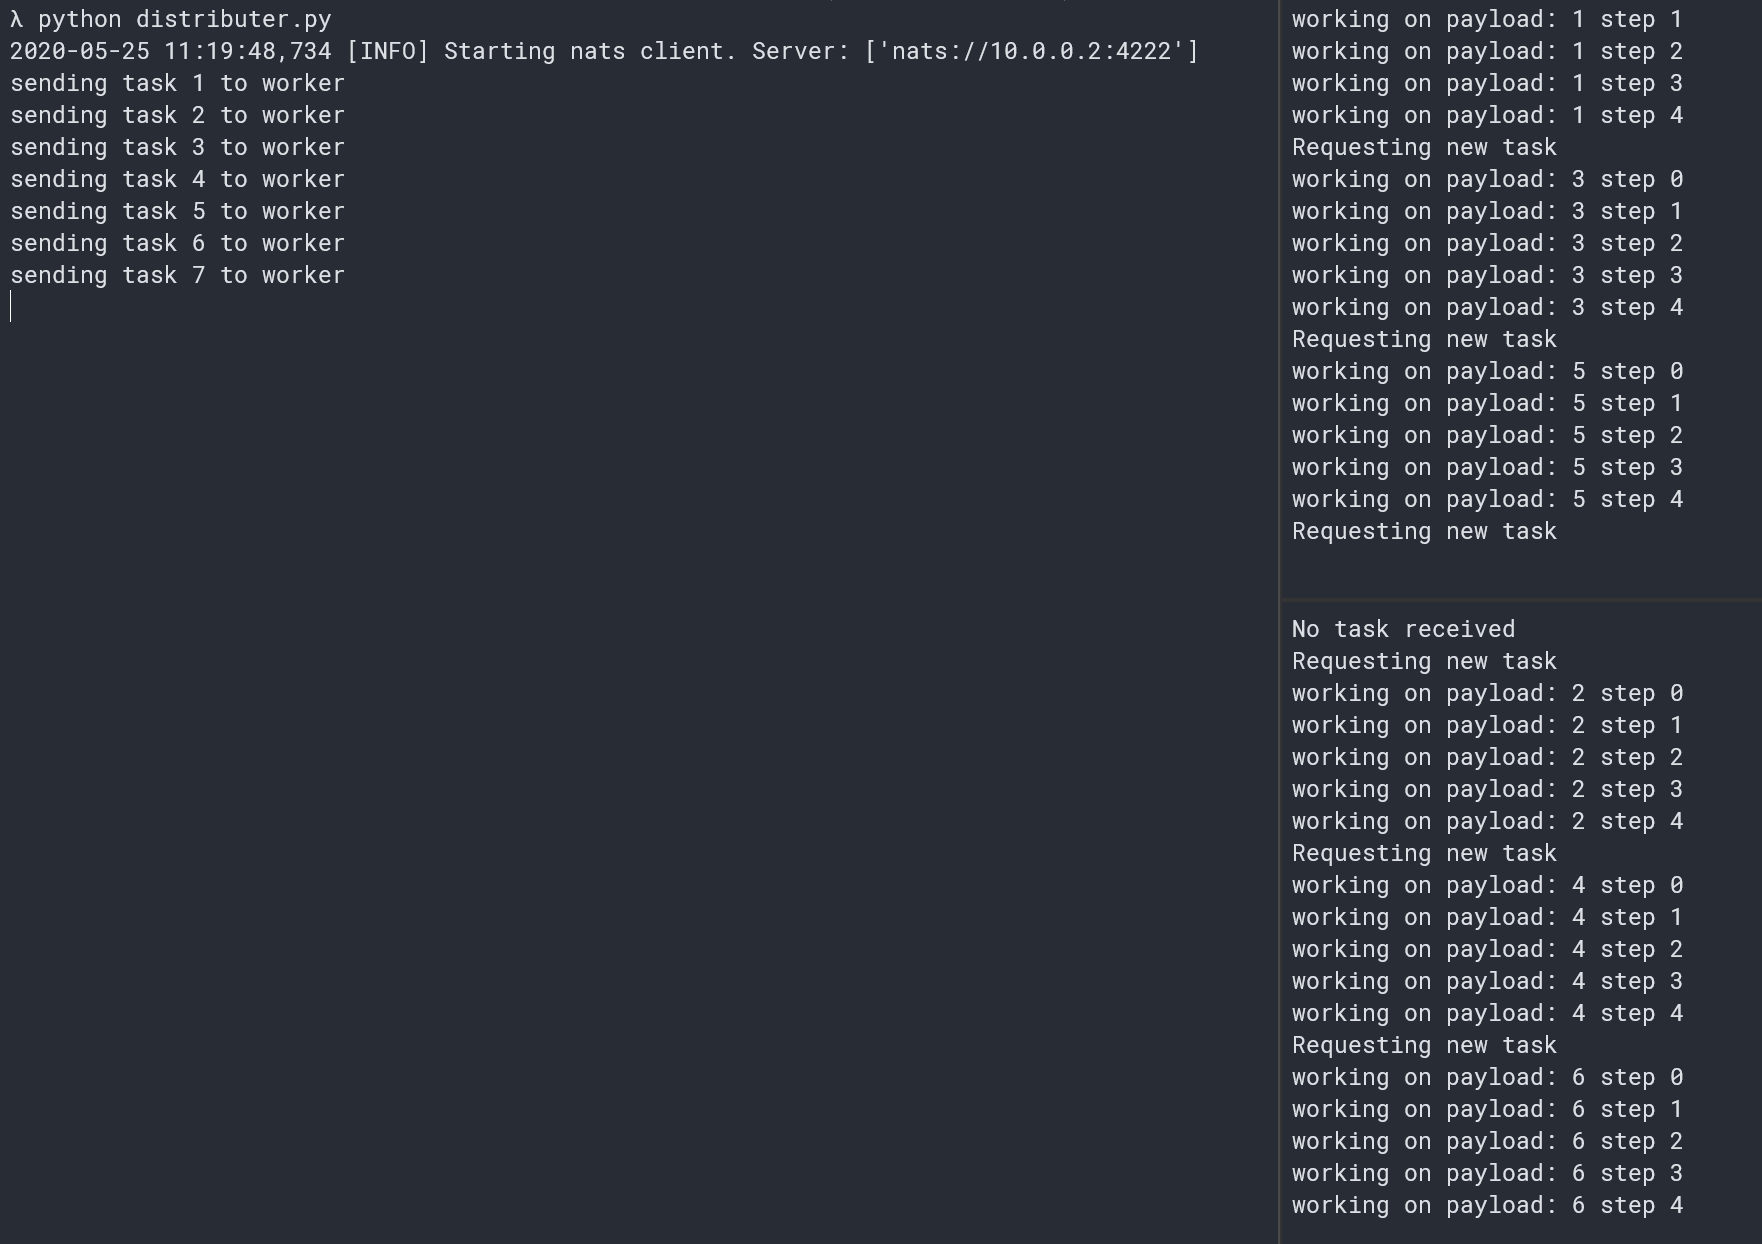 λ python distributer.py
2020-05-25 11:19:48,734 [INFO] Starting nats client. Server: ['nats://10.0.0.2:4222']
sending task 1 to worker
sending task 2 to worker
sending task 3 to worker
sending task 4 to worker
sending task 5 to worker
sending task 6 to worker
sending task 7 to worker
working on payload: 1 step 1
working on payload: 1 step 2
working on payload: 1 step 3
working on payload: 1 step 4
Requesting new task
working on payload: 3 step 0
working on payload: 3 step 1
working on payload: 3 step 2
working on payload: 3 step 3
working on payload: 3 step 4
Requesting new task
working on payload: 5 step 0
working on payload: 5 step 1
working on payload: 5 step 2
working on payload: 5 step 3
working on payload: 5 step 4
Requesting new task
No task received
Requesting new task
working on payload: 2 step 0
working on payload: 2 step 1
working on payload: 2 step 2
working on payload: 2 step 3
working on payload: 2 step 4
Requesting new task
working on payload: 4 step 0
working on payload: 4 step 1
working on payload: 4 step 2
working on payload: 4 step 3
working on payload: 4 step 4
Requesting new task
working on payload: 6 step 0
working on payload: 6 step 1
working on payload: 6 step 2
working on payload: 6 step 3
working on payload: 6 step 4